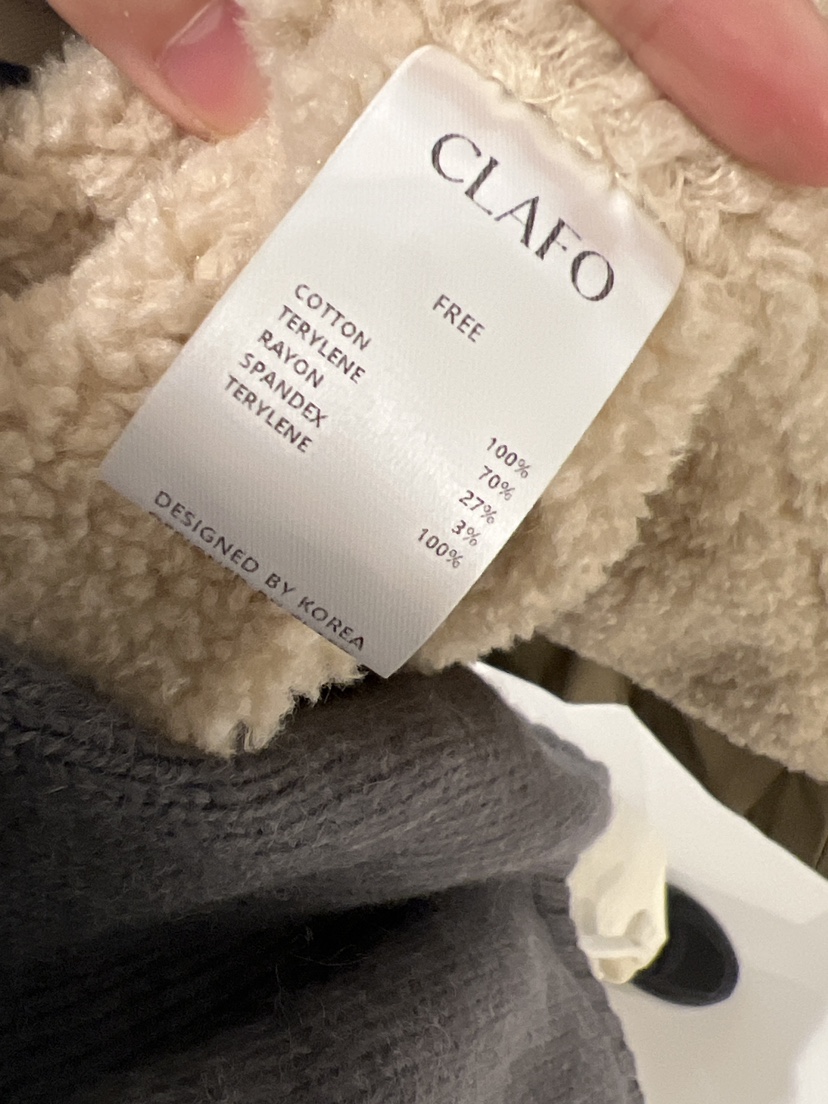 CLAFO
FREE
COTTON 100%
TERYLENE 70%
RAYON 27%
SPANDEX 3%
TERYLENE 100%
DESIGNED BY KOREA